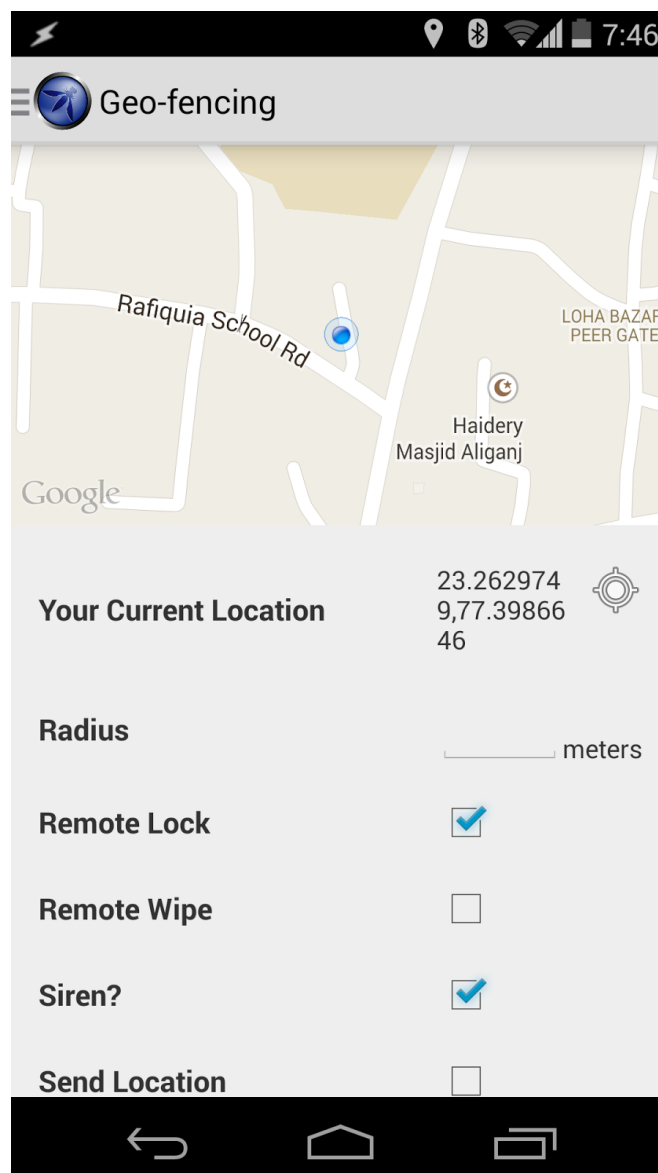 7:46
Geo-fencing
Rafiquia School Rd
LOHA BAZAR
PEER GATE
Haidery
Masjid Aliganj
Google
23.262974
Your Current Location
9,77.39866
46
Radius
meters
Remote Lock
Remote Wipe
Siren?
Send Location